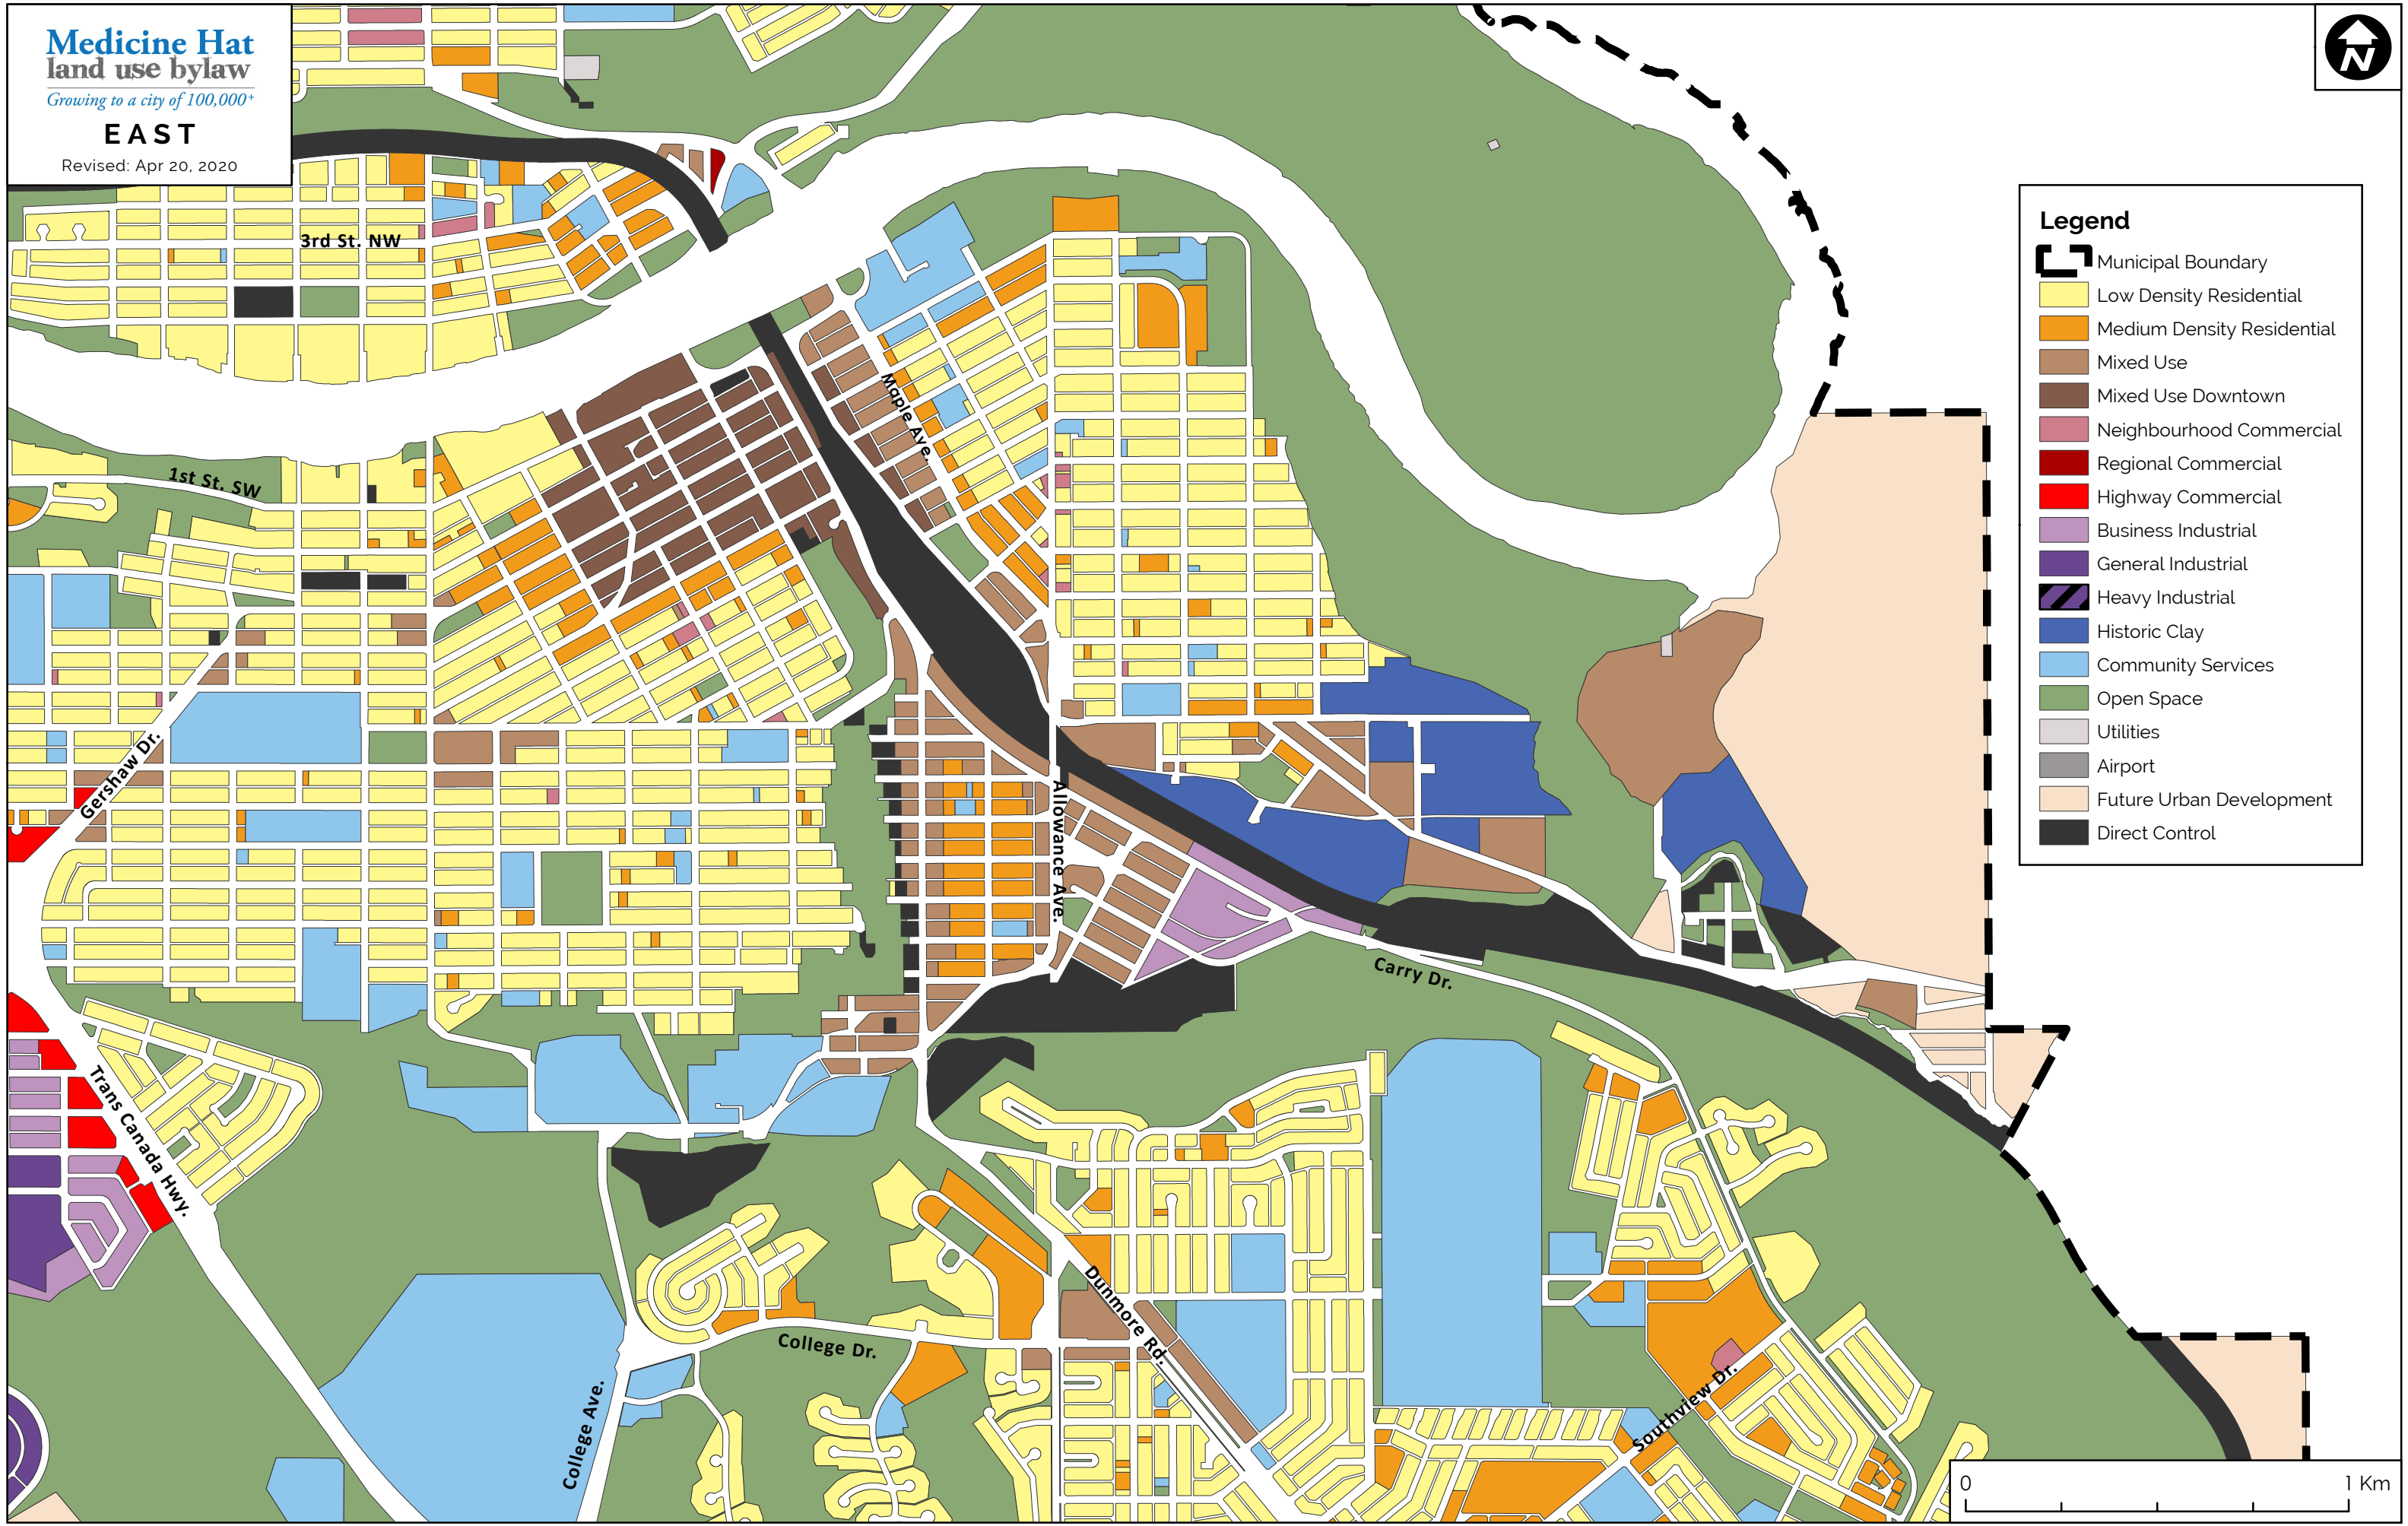 Medicine Hat
land use bylaw
Growing to a city of 100,000+
EAST
Revised: Apr 20, 2020
N
3rd St. NW
1st St. SW
Maple Ave.
Gershaw Dr.
Allowance Ave.
Carry Dr.
Trans Canada Hwy.
College Dr.
College Ave.
Dunmore Rd.
Southview Dr.
Legend
Municipal Boundary
Low Density Residential
Medium Density Residential
Mixed Use
Mixed Use Downtown
Neighbourhood Commercial
Regional Commercial
Highway Commercial
Business Industrial
General Industrial
Heavy Industrial
Historic Clay
Community Services
Open Space
Utilities
Airport
Future Urban Development
Direct Control
0 1 Km